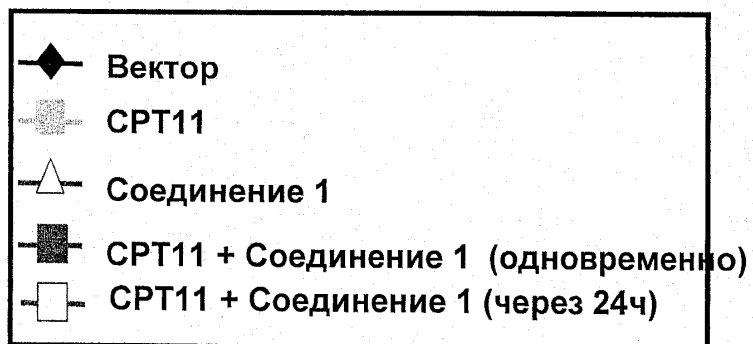 Вектор
CPT11
Соединение 1
CPT11 + Соединение 1 (одновременно)
CPT11 + Соединение 1 (через 24ч)